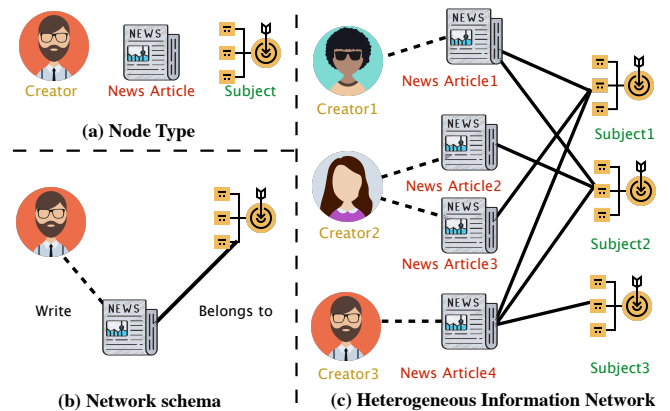 NEWS
Creator
News Article
Subject
(a) Node Type
NEWS
Write
Belongs to
(b) Network schema
NEWS
Creator1
News Article1
Subject1
NEWS
Creator2
News Article2
NEWS
News Article3
Subject2
NEWS
Creator3
News Article4
Subject3
(c) Heterogeneous Information Network